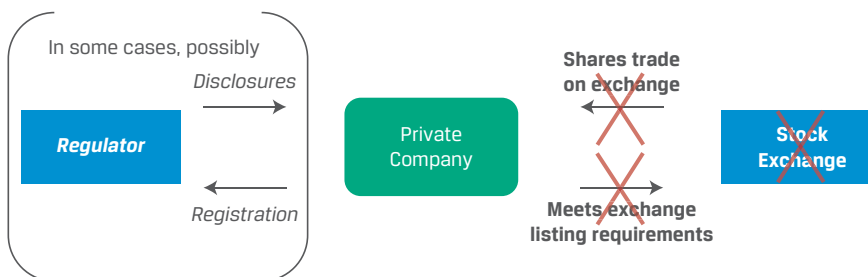 In some cases, possibly
Disclosures
Regulator
Registration
Private
Company
Shares trade
on exchange
Meets exchange
listing requirements
Stock
Exchange